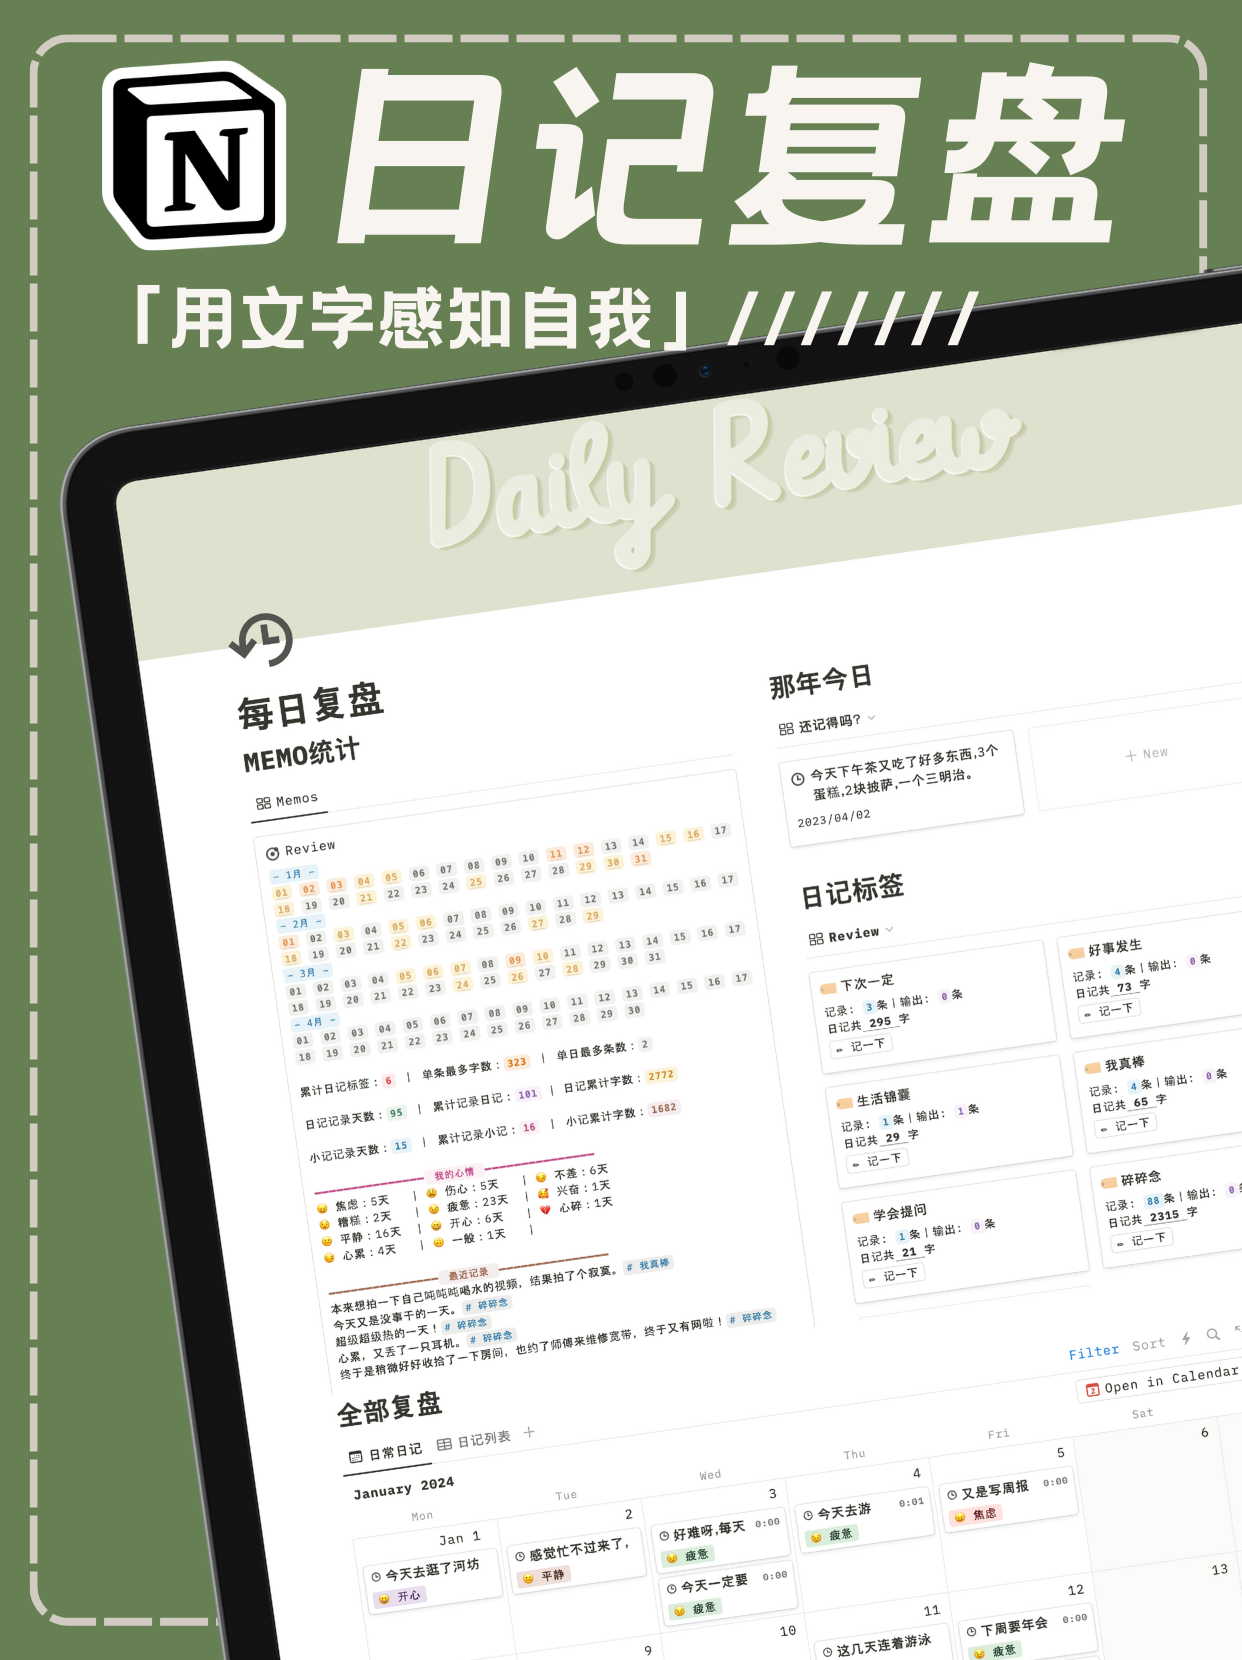 N 日记复盘
「用文字感知自我」///////
Daily Review
每日复盘
MEMO统计
Memos
Review
- 1月 -
01 02 03 04 05 06 07 08 09 10 11 12 13 14 15 16 17
18 19 20 21 22 23 24 25 26 27 28 29 30 31
- 2月 -
01 02 03 04 05 06 07 08 09 10 11 12 13 14 15 16 17
18 19 20 21 22 23 24 25 26 27 28 29
- 3月 -
01 02 03 04 05 06 07 08 09 10 11 12 13 14 15 16 17
18 19 20 21 22 23 24 25 26 27 28 29 30 31
- 4月 -
01 02 03 04 05 06 07 08 09 10 11 12 13 14 15 16 17
18 19 20 21 22 23 24 25 26 27 28 29 30
累计日记标签：6 | 单条最多字数：323 | 单日最多条数：2
日记记录天数：95 | 累计记录日记：101 | 日记累计字数：2772
小记记录天数：15 | 累计记录小记：16 | 小记累计字数：1682
我的心情
焦虑：5天 | 伤心：5天 | 不差：6天
糟糕：2天 | 疲惫：23天 | 兴奋：1天
平静：16天 | 开心：6天 | 心碎：1天
心累：4天 | 一般：1天 |
最近记录
本来想拍一下自己吨吨吨喝水的视频，结果拍了个寂寞。# 我真棒
今天又是没事干的一天。# 碎碎念
超级超级热的一天！# 碎碎念
心累，又丢了一只耳机。# 碎碎念
终于是稍微好好收拾了一下房间，也约了师傅来维修宽带，终于又有网啦！# 碎碎念
那年今日
还记得吗？
今天下午茶又吃了好多东西,3个
蛋糕,2块披萨,一个三明治。
2023/04/02
+ New
日记标签
Review
下次一定
记录：3 条丨输出：0 条
日记共 295 字
记一下
好事发生
记录：4 条丨输出：0 条
日记共 73 字
记一下
生活锦囊
记录：1 条丨输出：1 条
日记共 29 字
记一下
我真棒
记录：4 条丨输出：0 条
日记共 65 字
记一下
学会提问
记录：1 条丨输出：0 条
日记共 21 字
记一下
碎碎念
记录：88 条丨输出：0 条
日记共 2315 字
记一下
全部复盘
日常日记 日记列表 +
Filter Sort
January 2024
Open in Calendar
Mon Tue Wed Thu Fri Sat
Jan 1 2 3 4 5 6
今天去逛了河坊
开心
感觉忙不过来了，
平静
好难呀,每天 0:00
疲惫
今天一定要 0:00
疲惫
今天去游 0:01
疲惫
又是写周报 0:00
焦虑
9 10 11 12 13
这几天连着游泳
下周要年会 0:00
疲惫